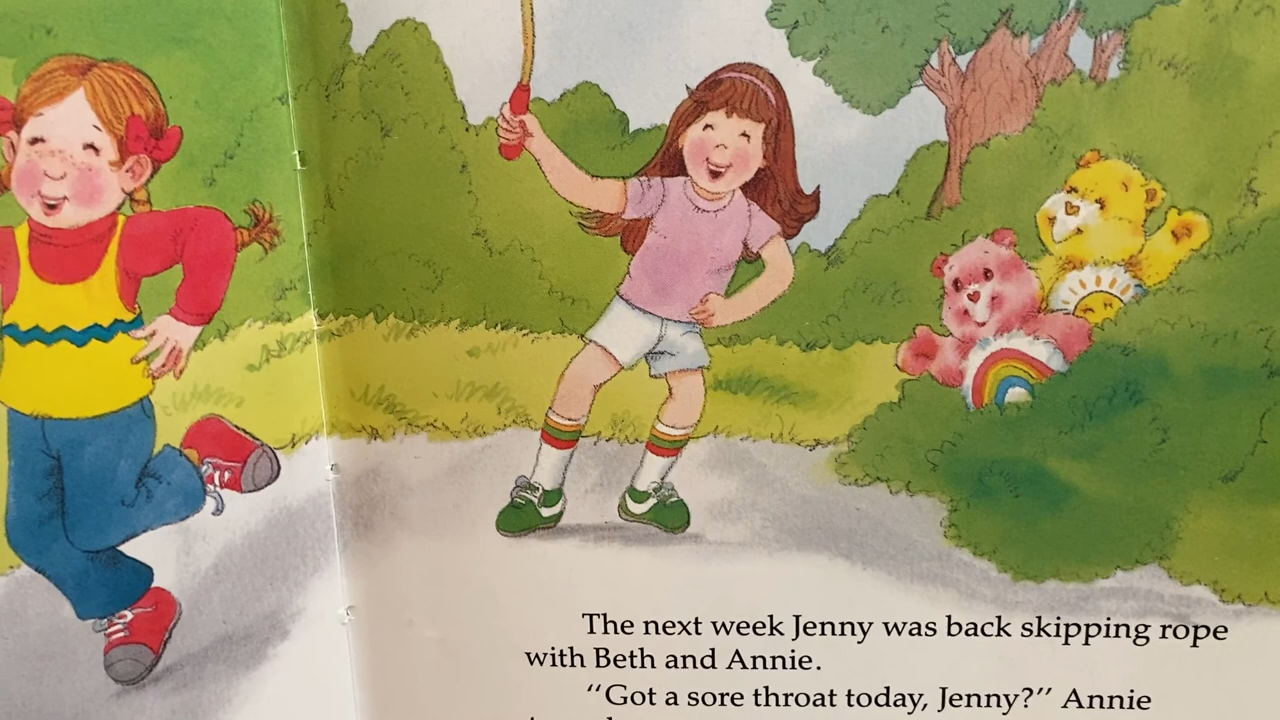 The next week Jenny was back skipping rope
with Beth and Annie.
“Got a sore throat today, Jenny?” Annie